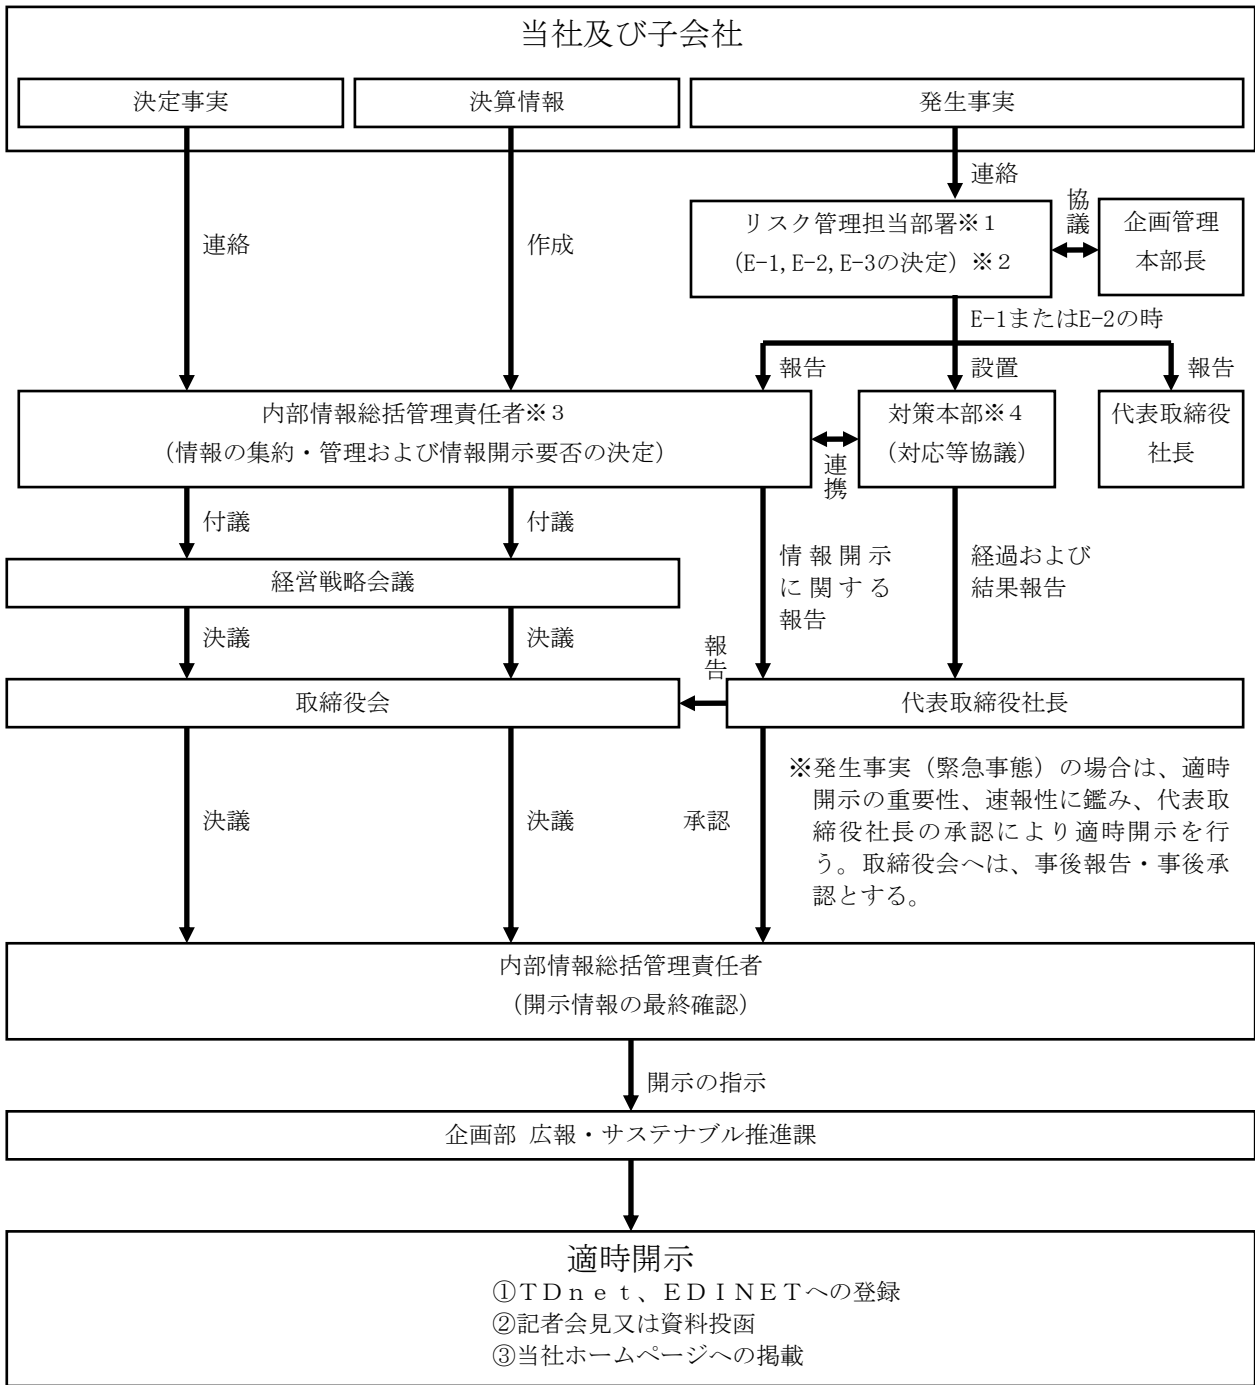 当社及び子会社
決定事実
決算情報
発生事実
連絡
リスク管理担当部署※１
（E-1,E-2,E-3の決定）※２
協議
企画管理
本部長
連絡
作成
E-1またはE-2の時
報告
設置
報告
内部情報総括管理責任者※３
（情報の集約・管理および情報開示要否の決定）
連携
対策本部※４
（対応等協議）
代表取締役
社長
付議
付議
経営戦略会議
情報開示
に関する
報告
経過および
結果報告
決議
決議
報告
取締役会
代表取締役社長
※発生事実（緊急事態）の場合は、適時
開示の重要性、速報性に鑑み、代表取
締役社長の承認により適時開示を行
う。取締役会へは、事後報告・事後承
認とする。
決議
決議
承認
内部情報総括管理責任者
（開示情報の最終確認）
開示の指示
企画部 広報・サステナブル推進課
適時開示
①ＴＤｎｅｔ、ＥＤＩＮＥＴへの登録
②記者会見又は資料投函
③当社ホームページへの掲載